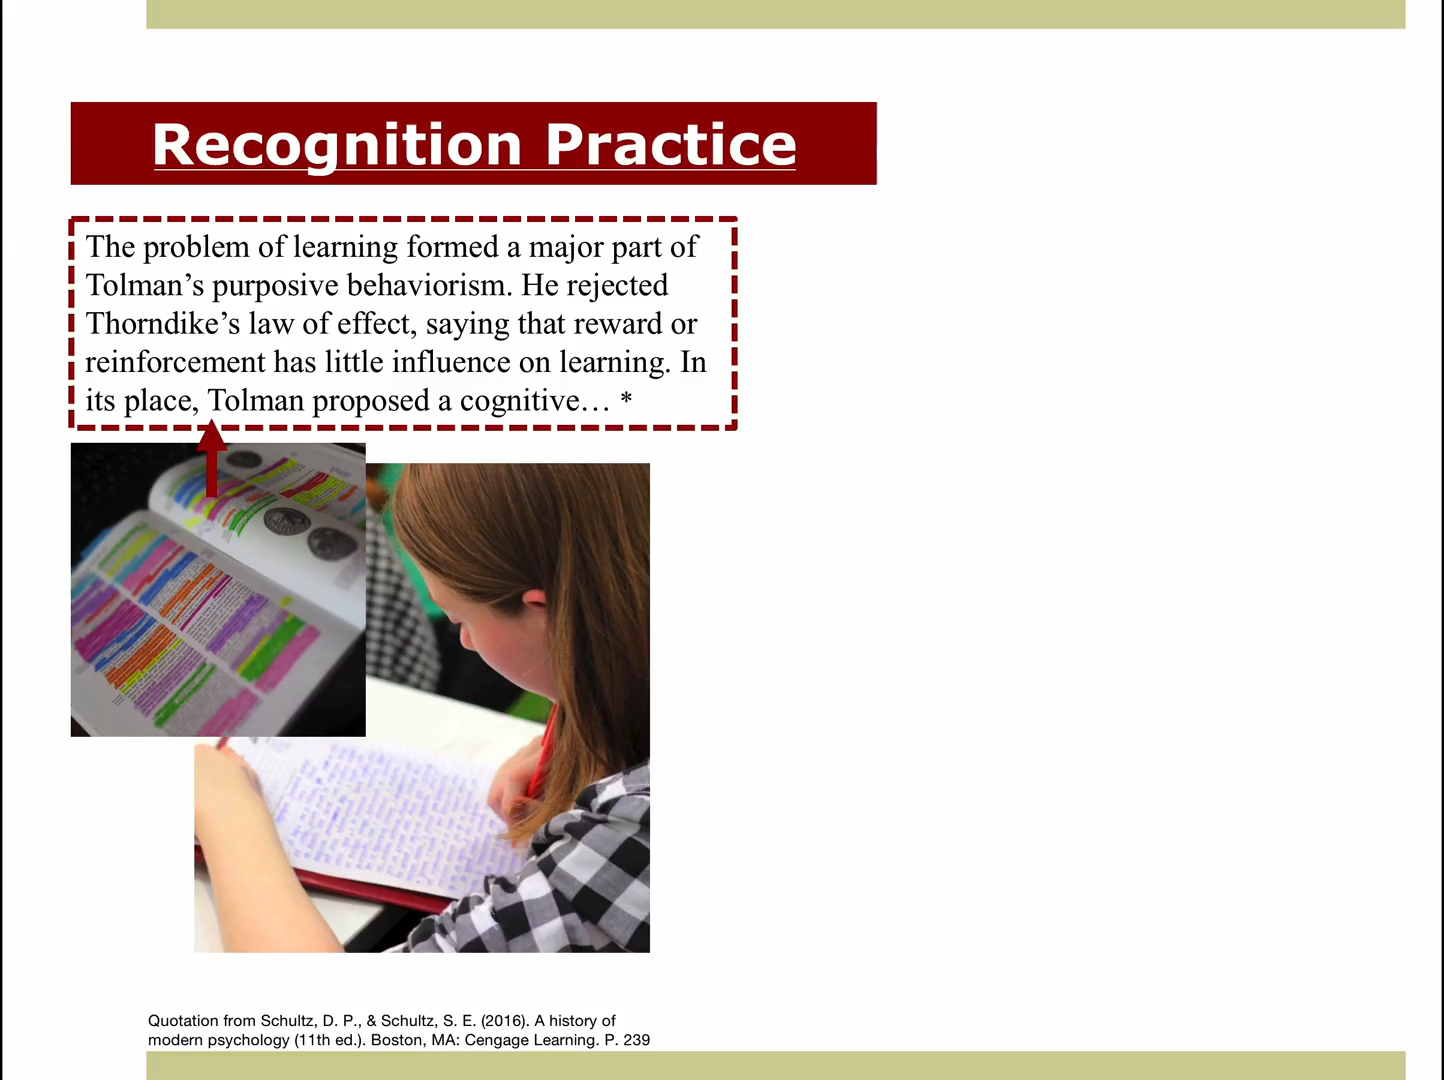 Recognition Practice
The problem of learning formed a major part of
Tolman’s purposive behaviorism. He rejected
Thorndike’s law of effect, saying that reward or
reinforcement has little influence on learning. In
its place, Tolman proposed a cognitive… *
Quotation from Schultz, D. P., & Schultz, S. E. (2016). A history of
modern psychology (11th ed.). Boston, MA: Cengage Learning. P. 239